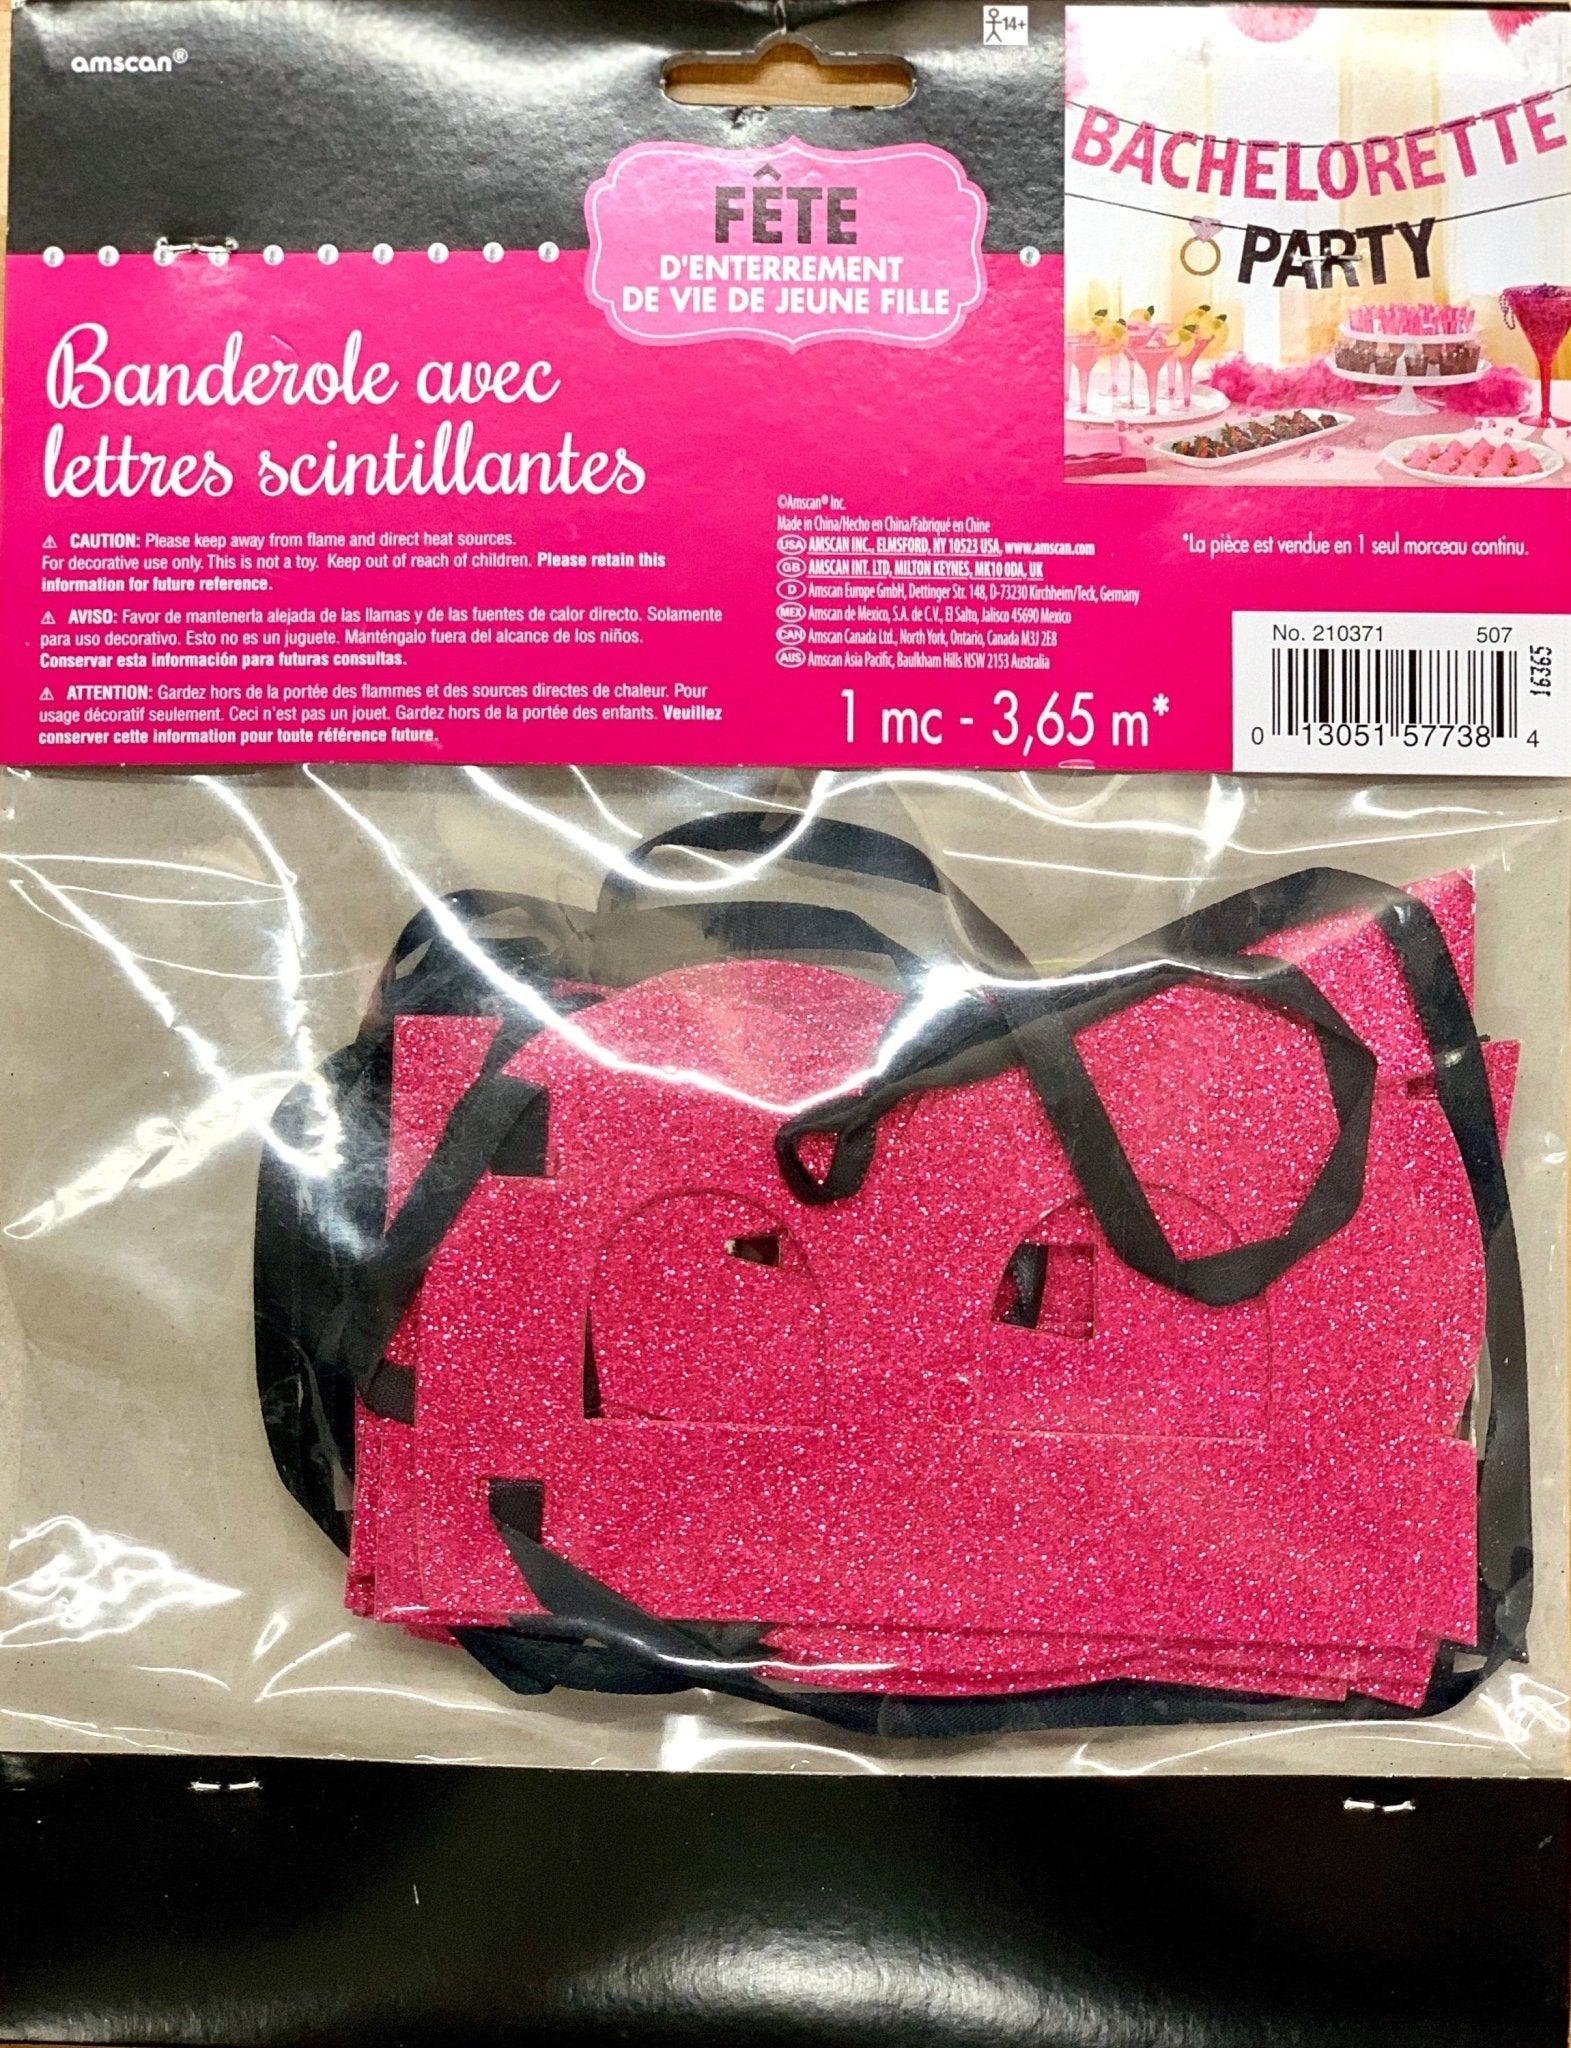 amscan®
14+
FÊTE
D'ENTERREMENT
DE VIE DE JEUNE FILLE
BACHELORETTE
PARTY
Banderole avec
lettres scintillantes
⚠ CAUTION: Please keep away from flame and direct heat sources.
For decorative use only. This is not a toy. Keep out of reach of children. Please retain this
information for future reference.
⚠ AVISO: Favor de mantenerla alejada de las llamas y de las fuentes de calor directo. Solamente
para uso decorativo. Esto no es un juguete. Manténgalo fuera del alcance de los niños.
Conservar esta información para futuras consultas.
⚠ ATTENTION: Gardez hors de la portée des flammes et des sources directes de chaleur. Pour
usage décoratif seulement. Ceci n'est pas un jouet. Gardez hors de la portée des enfants. Veuillez
conserver cette information pour toute référence future.
©Amscan® Inc.
Made in China/Hecho en China/Fabriqué en Chine
USA AMSCAN INC., ELMSFORD, NY 10523 USA, www.amscan.com
GB AMSCAN INT. LTD, MILTON KEYNES, MK10 0DA, UK
D Amscan Europe GmbH, Dettinger Str. 148, D-73230 Kirchheim/Teck, Germany
MEX Amscan de Mexico, S.A. de C.V., El Salto, Jalisco 45690 Mexico
CAN Amscan Canada Ltd., North York, Ontario, Canada M3J 2E8
AUS Amscan Asia Pacific, Baulkham Hills NSW 2153 Australia
1 mc - 3,65 m*
*La pièce est vendue en 1 seul morceau continu.
No. 210371 507
16365
0 13051 57738 4